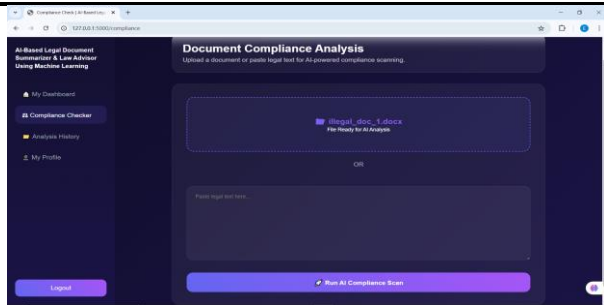 Compliance Check | AI-Based Leg...
127.0.0.1:5000/compliance
AI-Based Legal Document
Summarizer & Law Advisor
Using Machine Learning
My Dashboard
Compliance Checker
Analysis History
My Profile
Logout
Document Compliance Analysis
Upload a document or paste legal text for AI-powered compliance scanning.
illegal_doc_1.docx
File Ready for AI Analysis
OR
Paste legal text here...
Run AI Compliance Scan